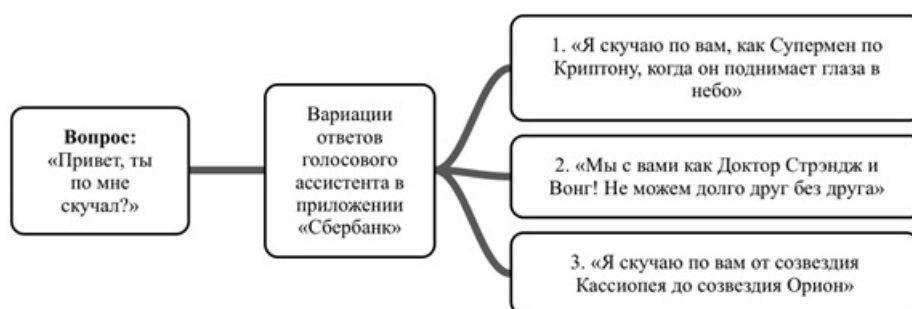 Вопрос:
«Привет, ты
по мне
скучал?»
Вариации
ответов
голосового
ассистента в
приложении
«Сбербанк»
1. «Я скучаю по вам, как Супермен по
Криптону, когда он поднимает глаза в
небо»
2. «Мы с вами как Доктор Стрэндж и
Вонг! Не можем долго друг без друга»
3. «Я скучаю по вам от созвездия
Кассиопея до созвездия Орион»